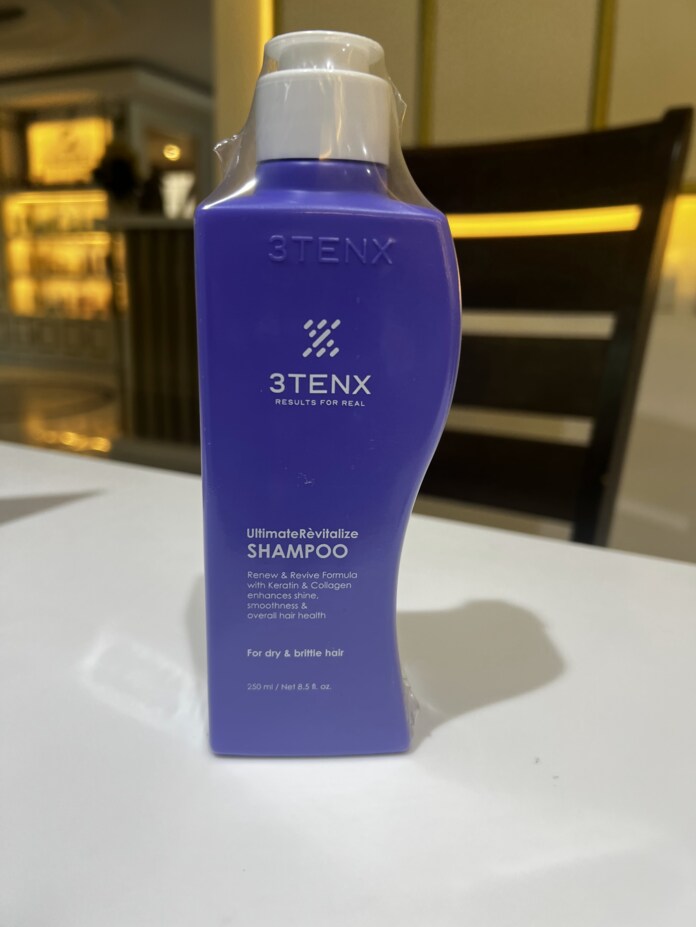 3TENX
3TENX
RESULTS FOR REAL
UltimateRèvitalize
SHAMPOO
Renew & Revive Formula
with Keratin & Collagen
enhances shine,
smoothness &
overall hair health
For dry & brittle hair
250 ml / Net 8,5 fl. oz.